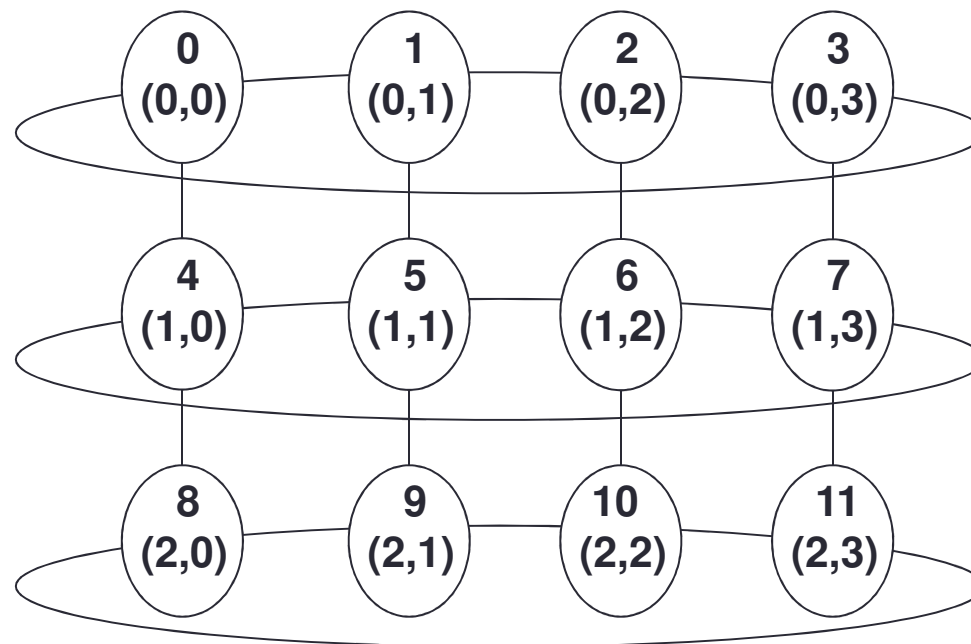 0 1 2 3
(0,0) (0,1) (0,2) (0,3)
4 5 6 7
(1,0) (1,1) (1,2) (1,3)
8 9 10 11
(2,0) (2,1) (2,2) (2,3)